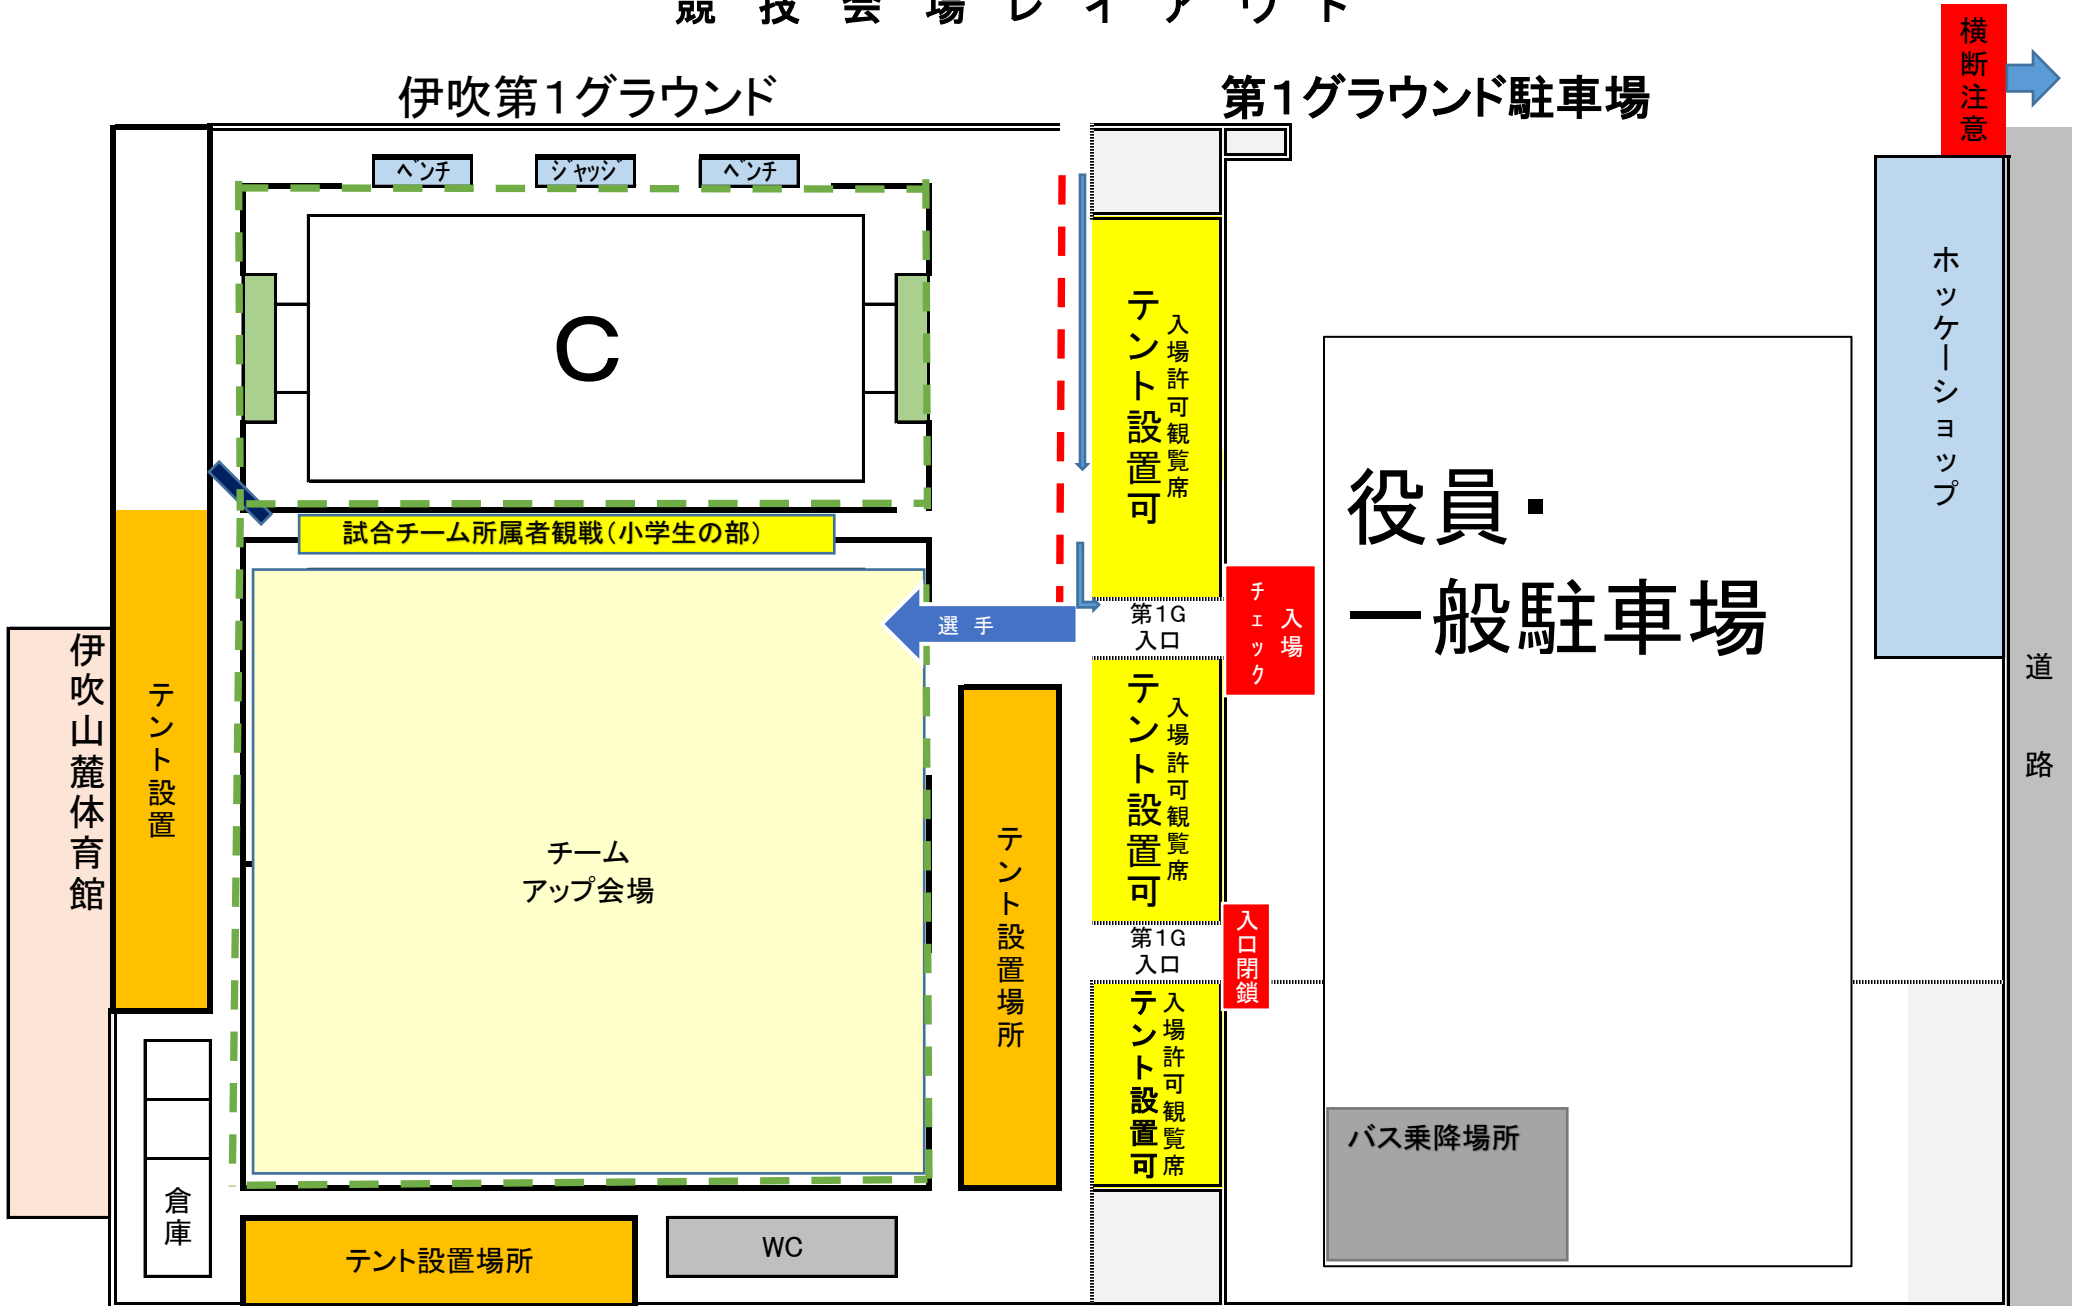 競技会場レイアウト
伊吹第1グラウンド
第1グラウンド駐車場
横断注意
ベンチ
ジャッジ
ベンチ
C
試合チーム所属者観戦(小学生の部)
選手
チーム
アップ会場
伊吹山麓体育館
テント設置
倉庫
テント設置場所
WC
テント設置場所
入場許可観覧席
テント設置可
第1G
入口
入場許可観覧席
テント設置可
第1G
入口
入場許可観覧席
テント設置可
入場
チェック
入口閉鎖
役員・
一般駐車場
バス乗降場所
ホッケーショップ
道路